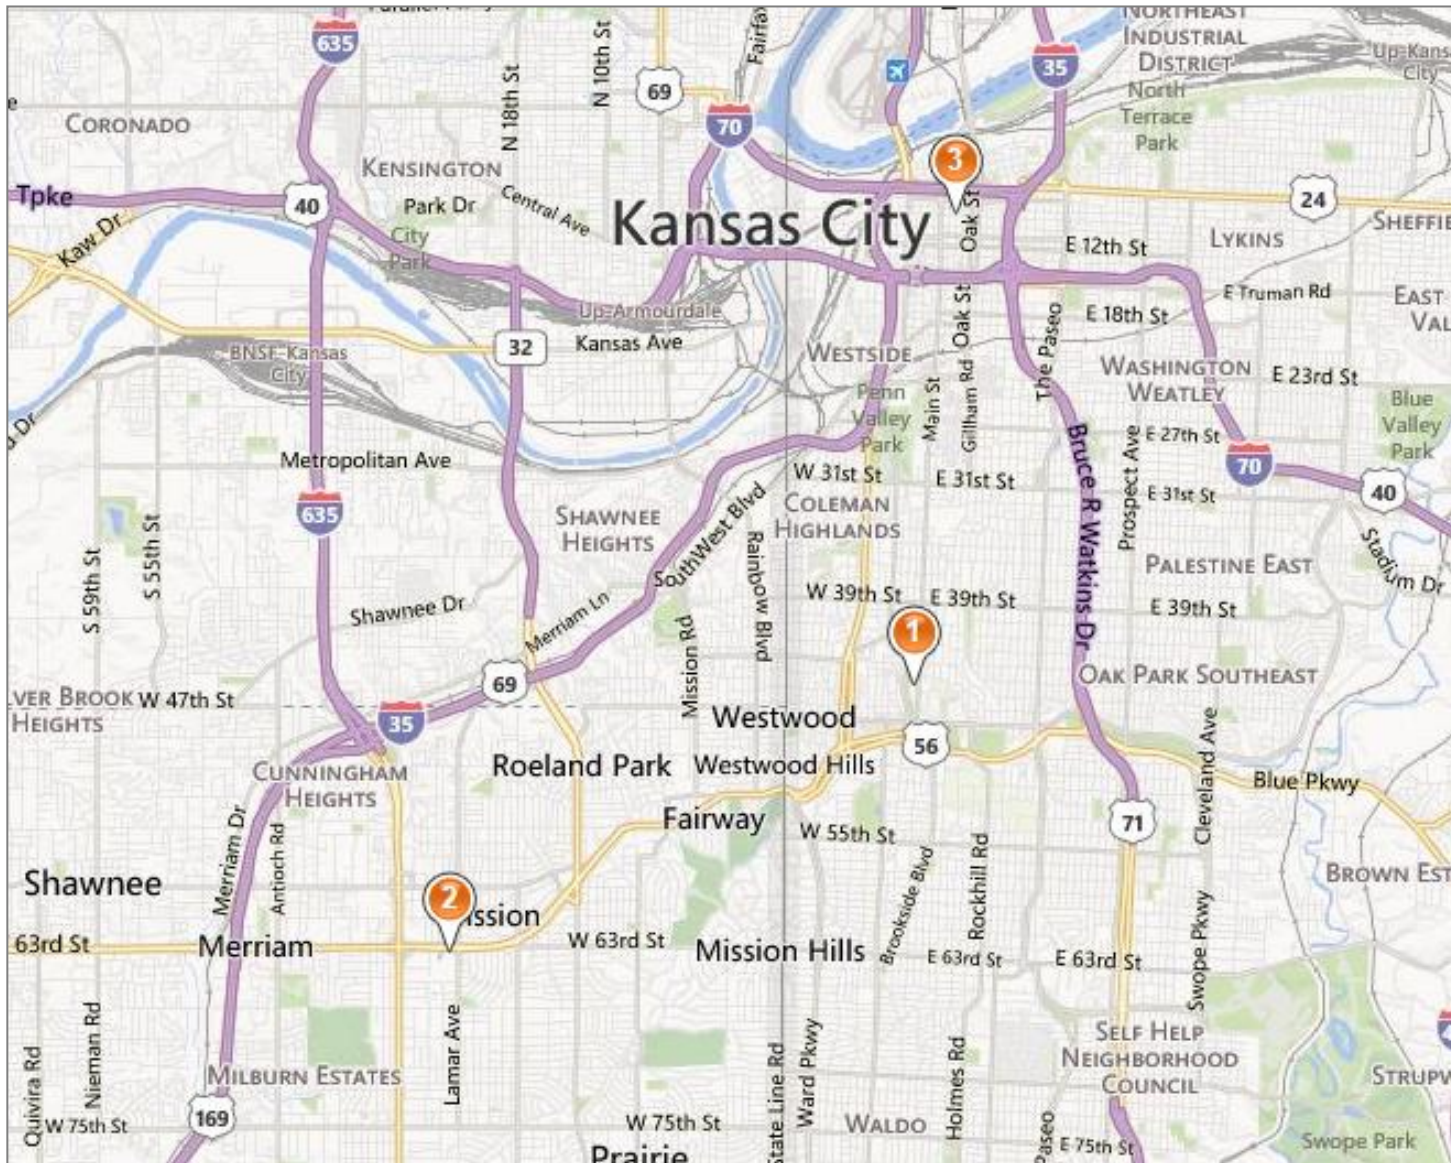 635
Fairfax
NORTHEAST
INDUSTRIAL
DISTRICT
Up-Kans
City
35
N 10th St
N 18th St
69
70
North
Terrace
Park
CORONADO
3
KENSINGTON
Tpke
40
Park Dr
Central Ave
Kansas City
Oak St
24
SHEFFIE
Kaw Dr
City
Park
E 12th St
LYKINS
Up-Armourdale
Oak St
E Truman Rd
EAST
VAL
The Paseo
E 18th St
32
Kansas Ave
BNSF-Kansas
City
WESTSIDE
WASHINGTON
WEATLEY
E 23rd St
Penn
Valley
Park
Main St
Gillham Rd
Blue
Valley
Park
Dr
Bruce R Watkins Dr
Prospect Ave
E 27th St
Metropolitan Ave
W 31st St
E 31st St
E 31st St
70
40
635
SHAWNEE
HEIGHTS
SouthWest Blvd
COLEMAN
HIGHLANDS
S 59th St
S 55th St
Rainbow Blvd
PALESTINE EAST
Stadium Dr
Shawnee Dr
Merriam Ln
W 39th St
E 39th St
E 39th St
1
Mission Rd
OAK PARK SOUTHEAST
VER BROOK
HEIGHTS
W 47th St
69
35
Westwood
56
Cleveland Ave
CUNNINGHAM
HEIGHTS
Roeland Park
Westwood Hills
Blue Pkwy
Merriam Dr
Antioch Rd
Fairway
W 55th St
71
Shawnee
Brookside Blvd
Rockhill Rd
BROWN EST
2
ission
63rd St
Merriam
W 63rd St
Mission Hills
E 63rd St
E 63rd St
Swope Pkwy
Quivira Rd
Nieman Rd
Lamar Ave
State Line Rd
Ward Pkwy
Holmes Rd
SELF HELP
NEIGHBORHOOD
COUNCIL
MILBURN ESTATES
STRUPW
169
W 75th St
W 75th St
WALDO
Paseo
E 75th St
Swope Park
Prairie